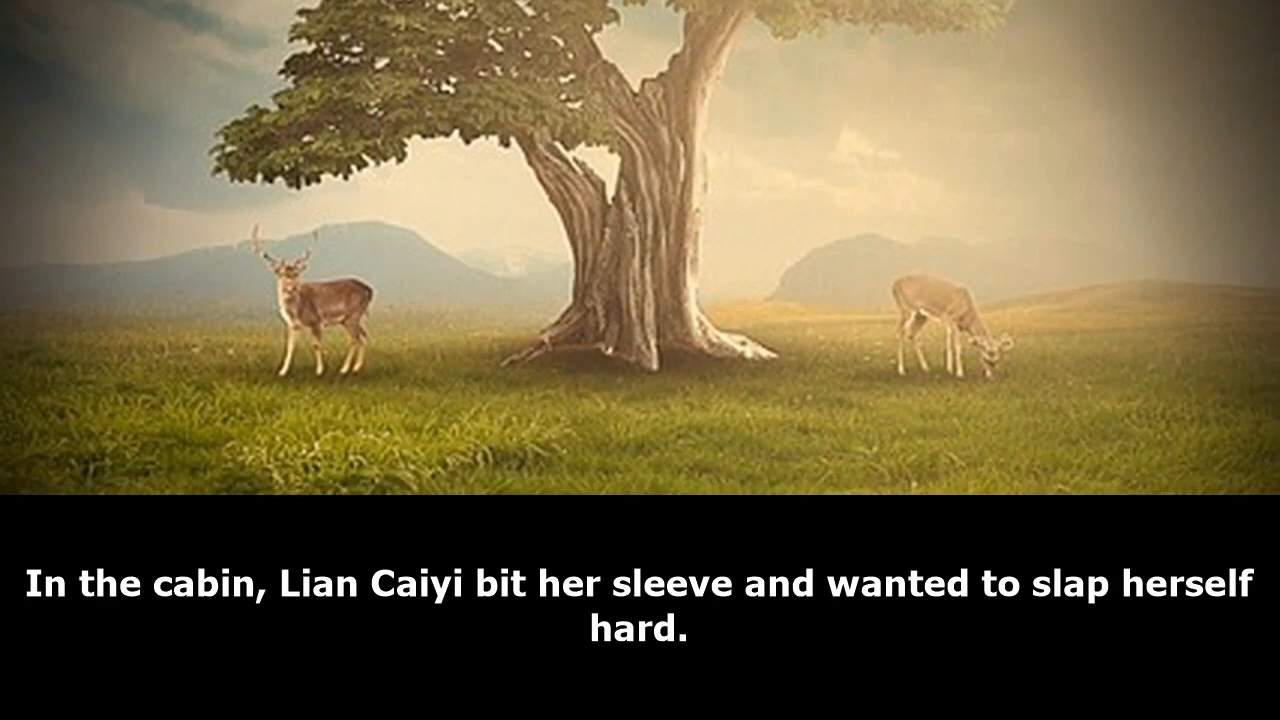 In the cabin, Lian Caiyi bit her sleeve and wanted to slap herself
hard.